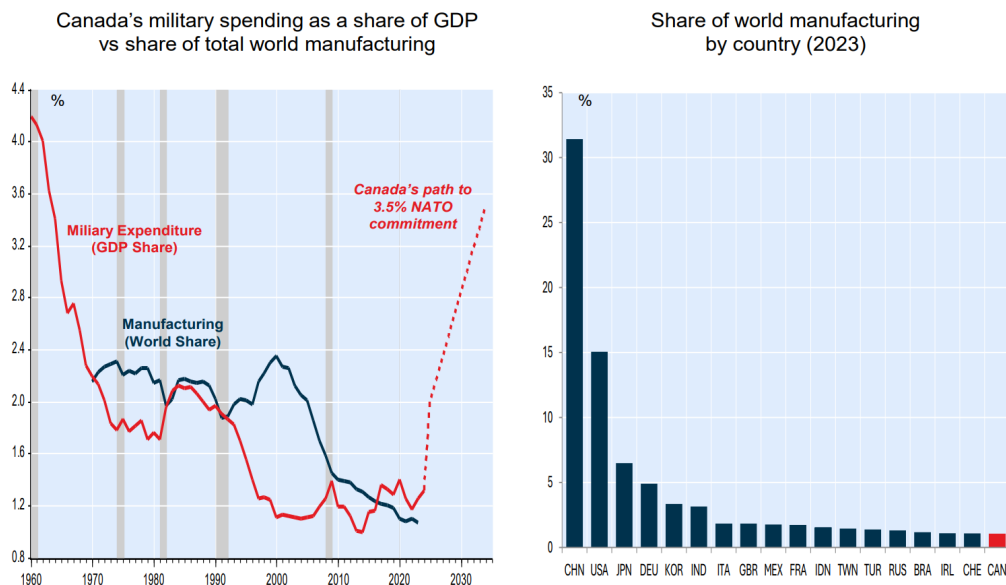 Canada's military spending as a share of GDP
vs share of total world manufacturing
4.4
%
4.0
3.6
3.2
2.8
2.4
2.0
1.6
1.2
0.8
Miliary Expenditure
(GDP Share)
Manufacturing
(World Share)
Canada's path to
3.5% NATO
commitment
1960 1970 1980 1990 2000 2010 2020 2030
Share of world manufacturing
by country (2023)
35
%
30
25
20
15
10
5
0
CHN USA JPN DEU KOR IND ITA GBR MEX FRA IDN TWN TUR RUS BRA IRL CHE CAN